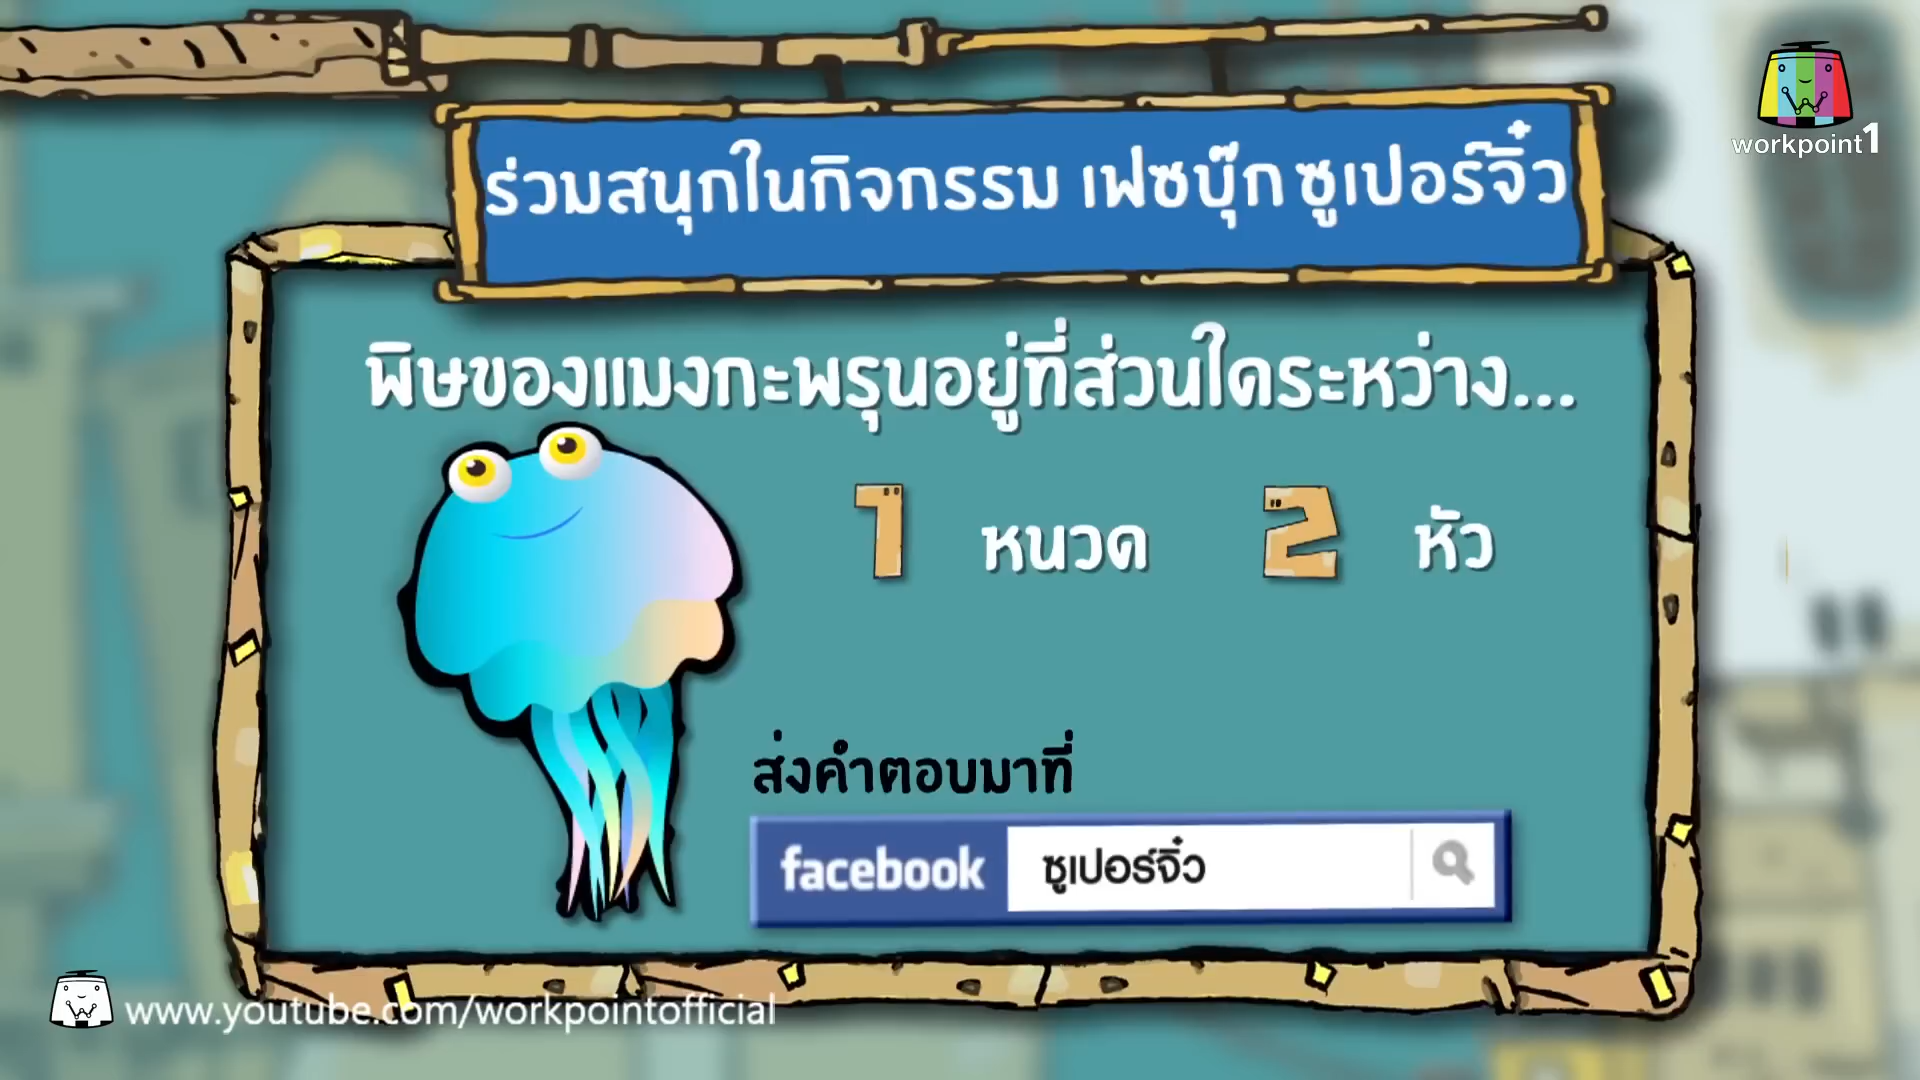 workpoint1
ร่วมสนุกในกิจกรรม เฟซบุ๊ก ซูเปอร์จิ๋ว
พิษของแมงกะพรุนอยู่ที่ส่วนใดระหว่าง...
1 หนวด 2 หัว
ส่งคำตอบมาที่
facebook ซูเปอร์จิ๋ว
www.youtube.com/workpointofficial